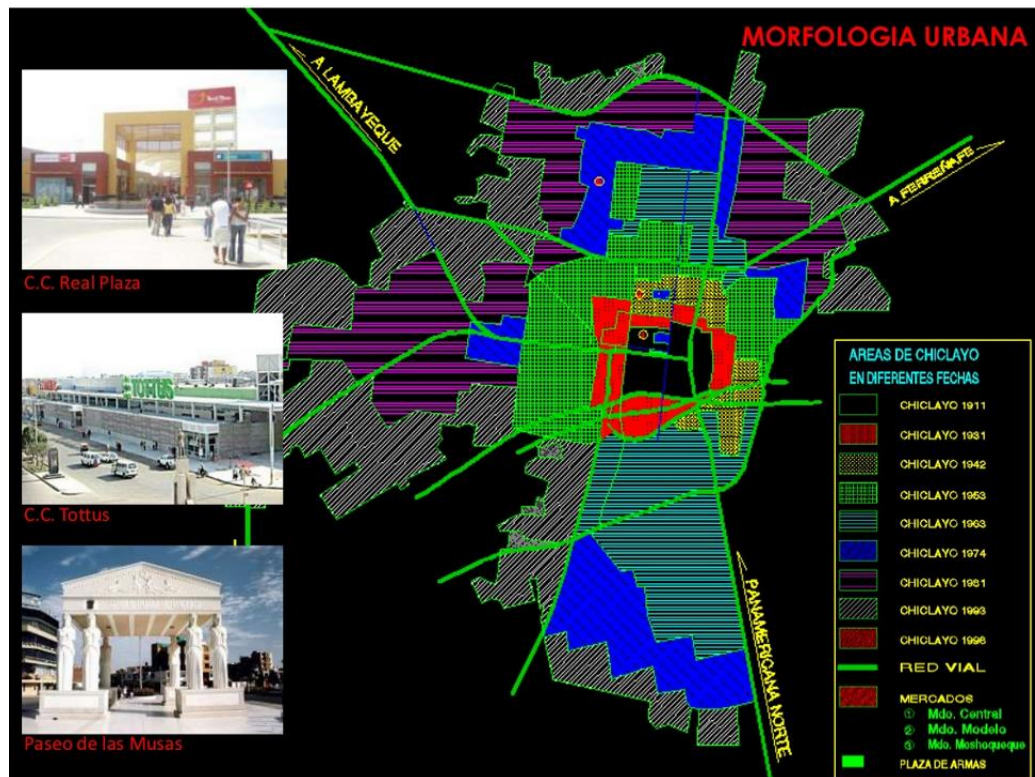 MORFOLOGIA URBANA
A LAMBAYEQUE
A FERREÑAFE
C.C. Real Plaza
TOTTUS
C.C. Tottus
Paseo de las Musas
PANAMERICANA NORTE
AREAS DE CHICLAYO
EN DIFERENTES FECHAS
CHICLAYO 1911
CHICLAYO 1931
CHICLAYO 1942
CHICLAYO 1953
CHICLAYO 1963
CHICLAYO 1974
CHICLAYO 1981
CHICLAYO 1993
CHICLAYO 1998
RED VIAL
MERCADOS
① Mdo. Central
② Mdo. Modelo
③ Mdo. Moshoqueque
PLAZA DE ARMAS